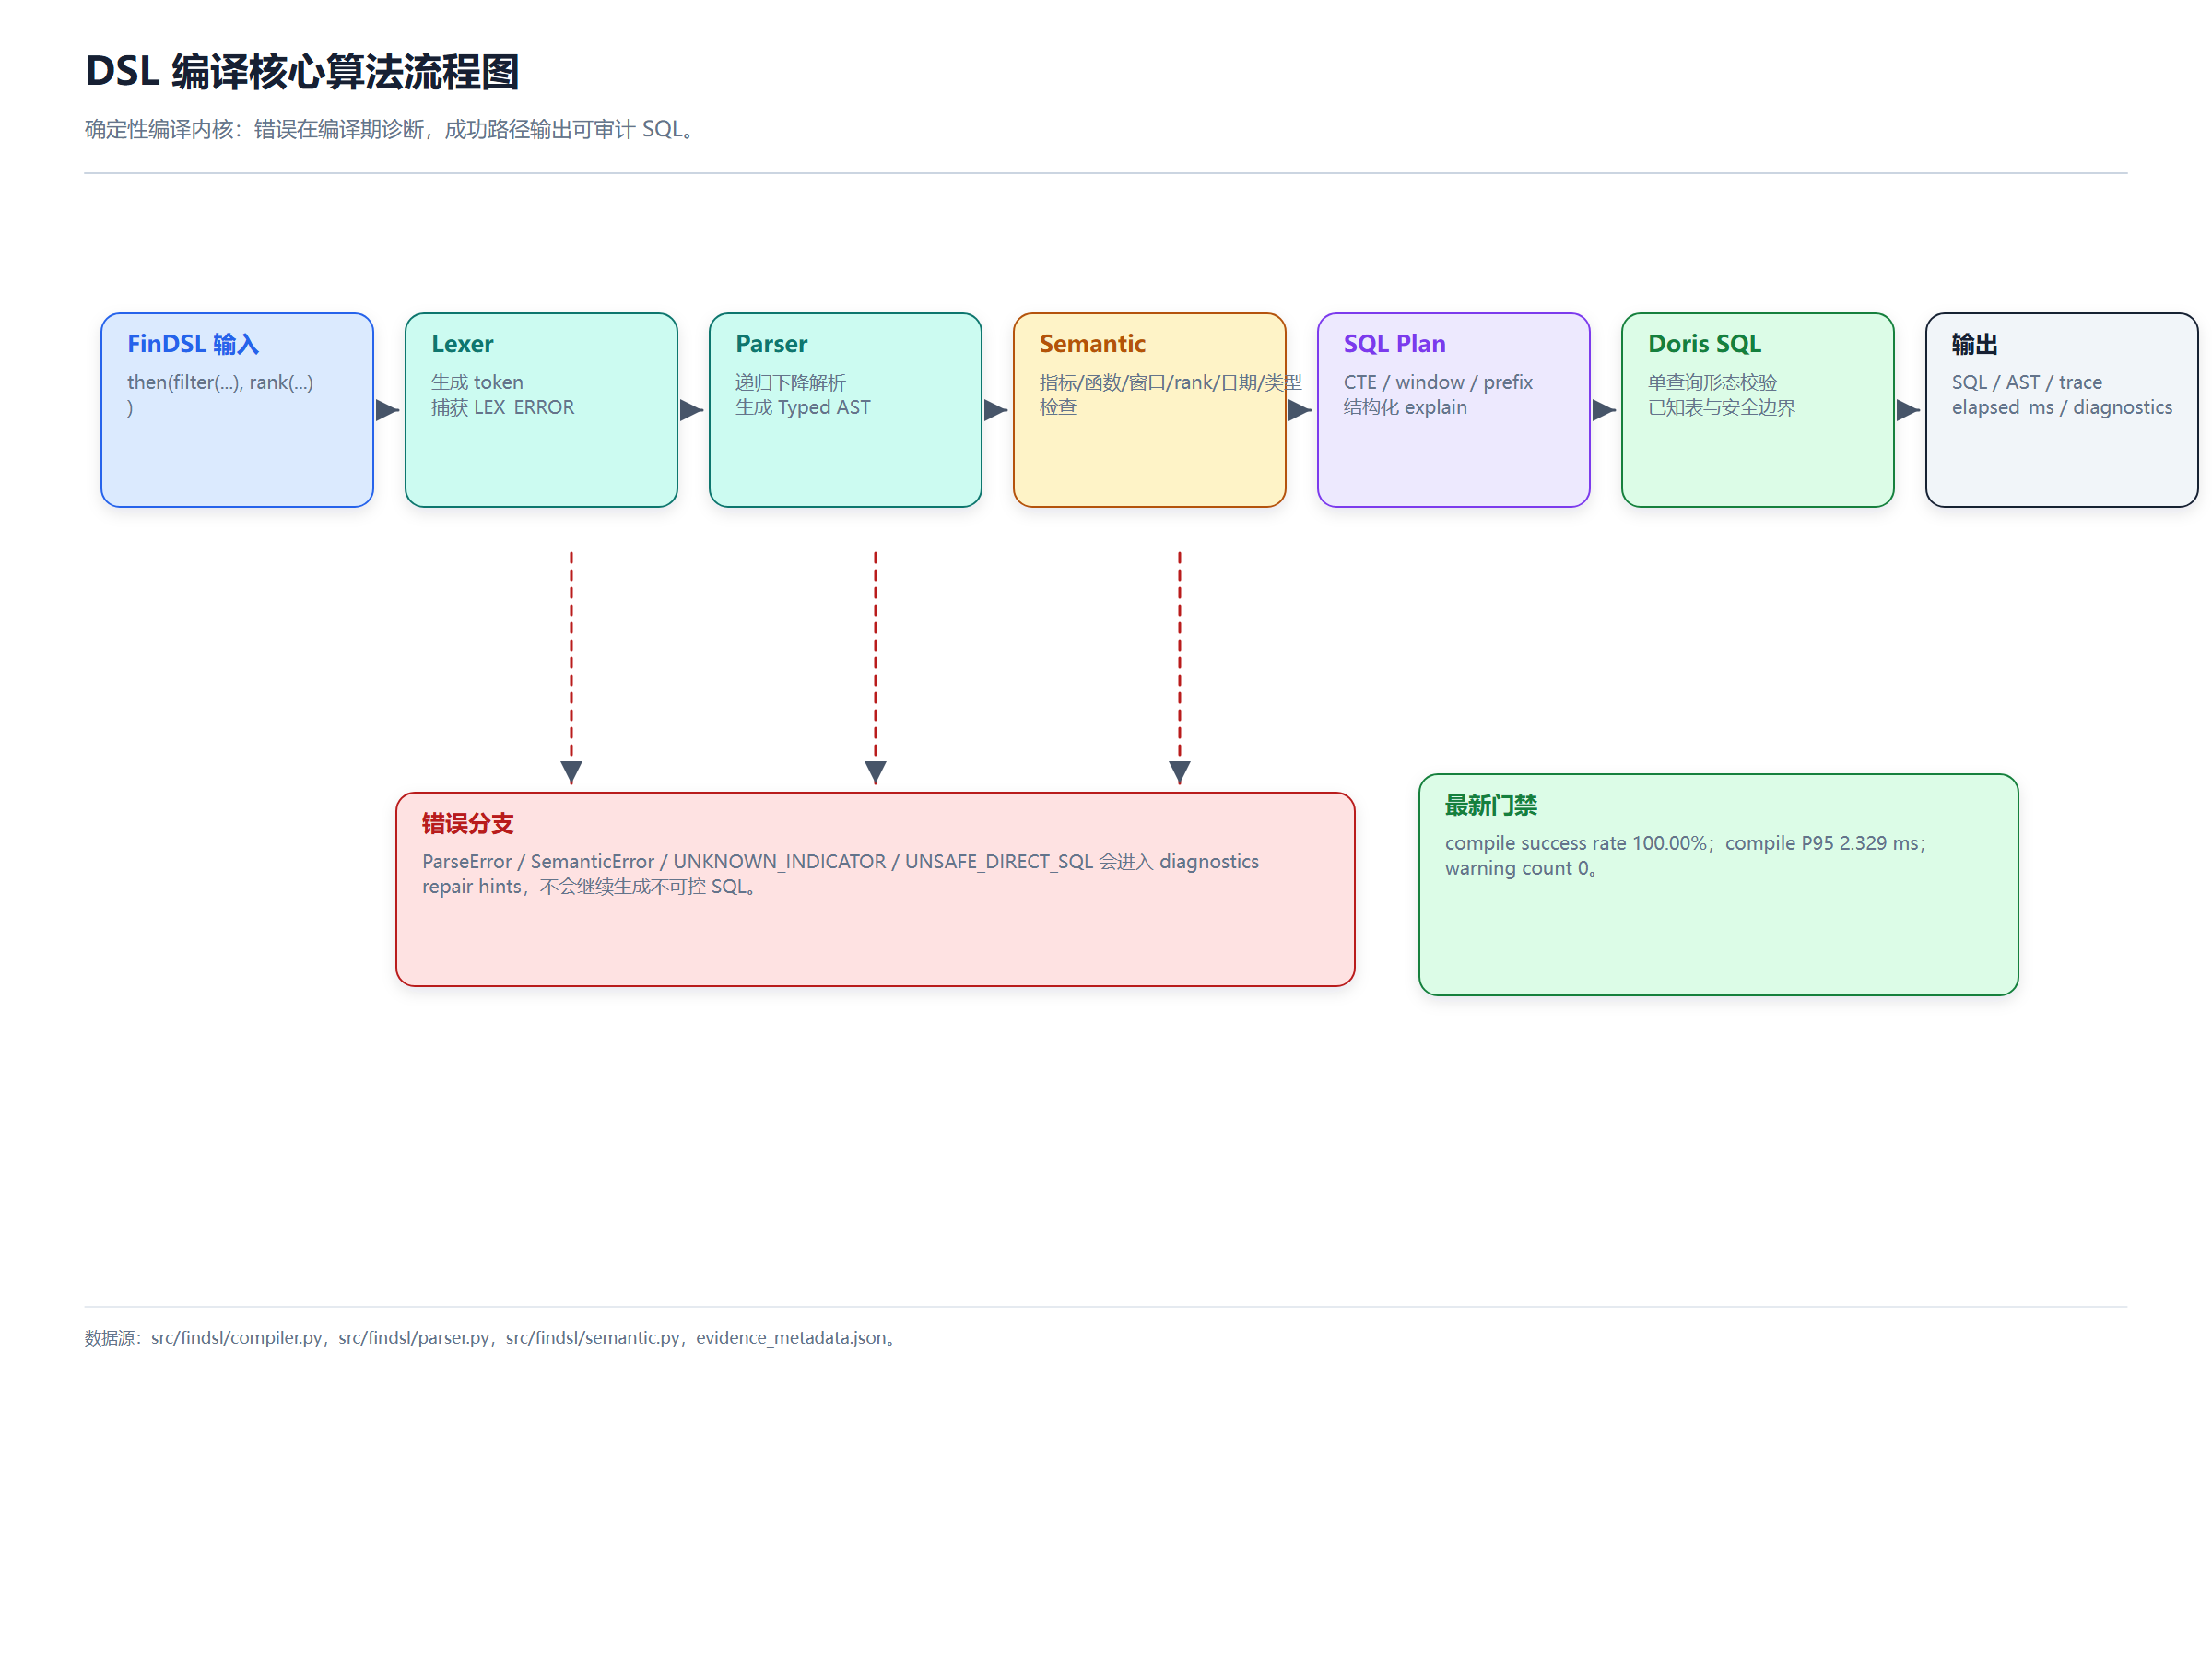 DSL 编译核心算法流程图
确定性编译内核：错误在编译期诊断，成功路径输出可审计 SQL。
FinDSL 输入
then(filter(...), rank(...)
)
Lexer
生成 token
捕获 LEX_ERROR
Parser
递归下降解析
生成 Typed AST
Semantic
指标/函数/窗口/rank/日期/类型
检查
SQL Plan
CTE / window / prefix
结构化 explain
Doris SQL
单查询形态校验
已知表与安全边界
输出
SQL / AST / trace
elapsed_ms / diagnostics
错误分支
ParseError / SemanticError / UNKNOWN_INDICATOR / UNSAFE_DIRECT_SQL 会进入 diagnostics
repair hints，不会继续生成不可控 SQL。
最新门禁
compile success rate 100.00%；compile P95 2.329 ms；
warning count 0。
数据源：src/findsl/compiler.py，src/findsl/parser.py，src/findsl/semantic.py，evidence_metadata.json。